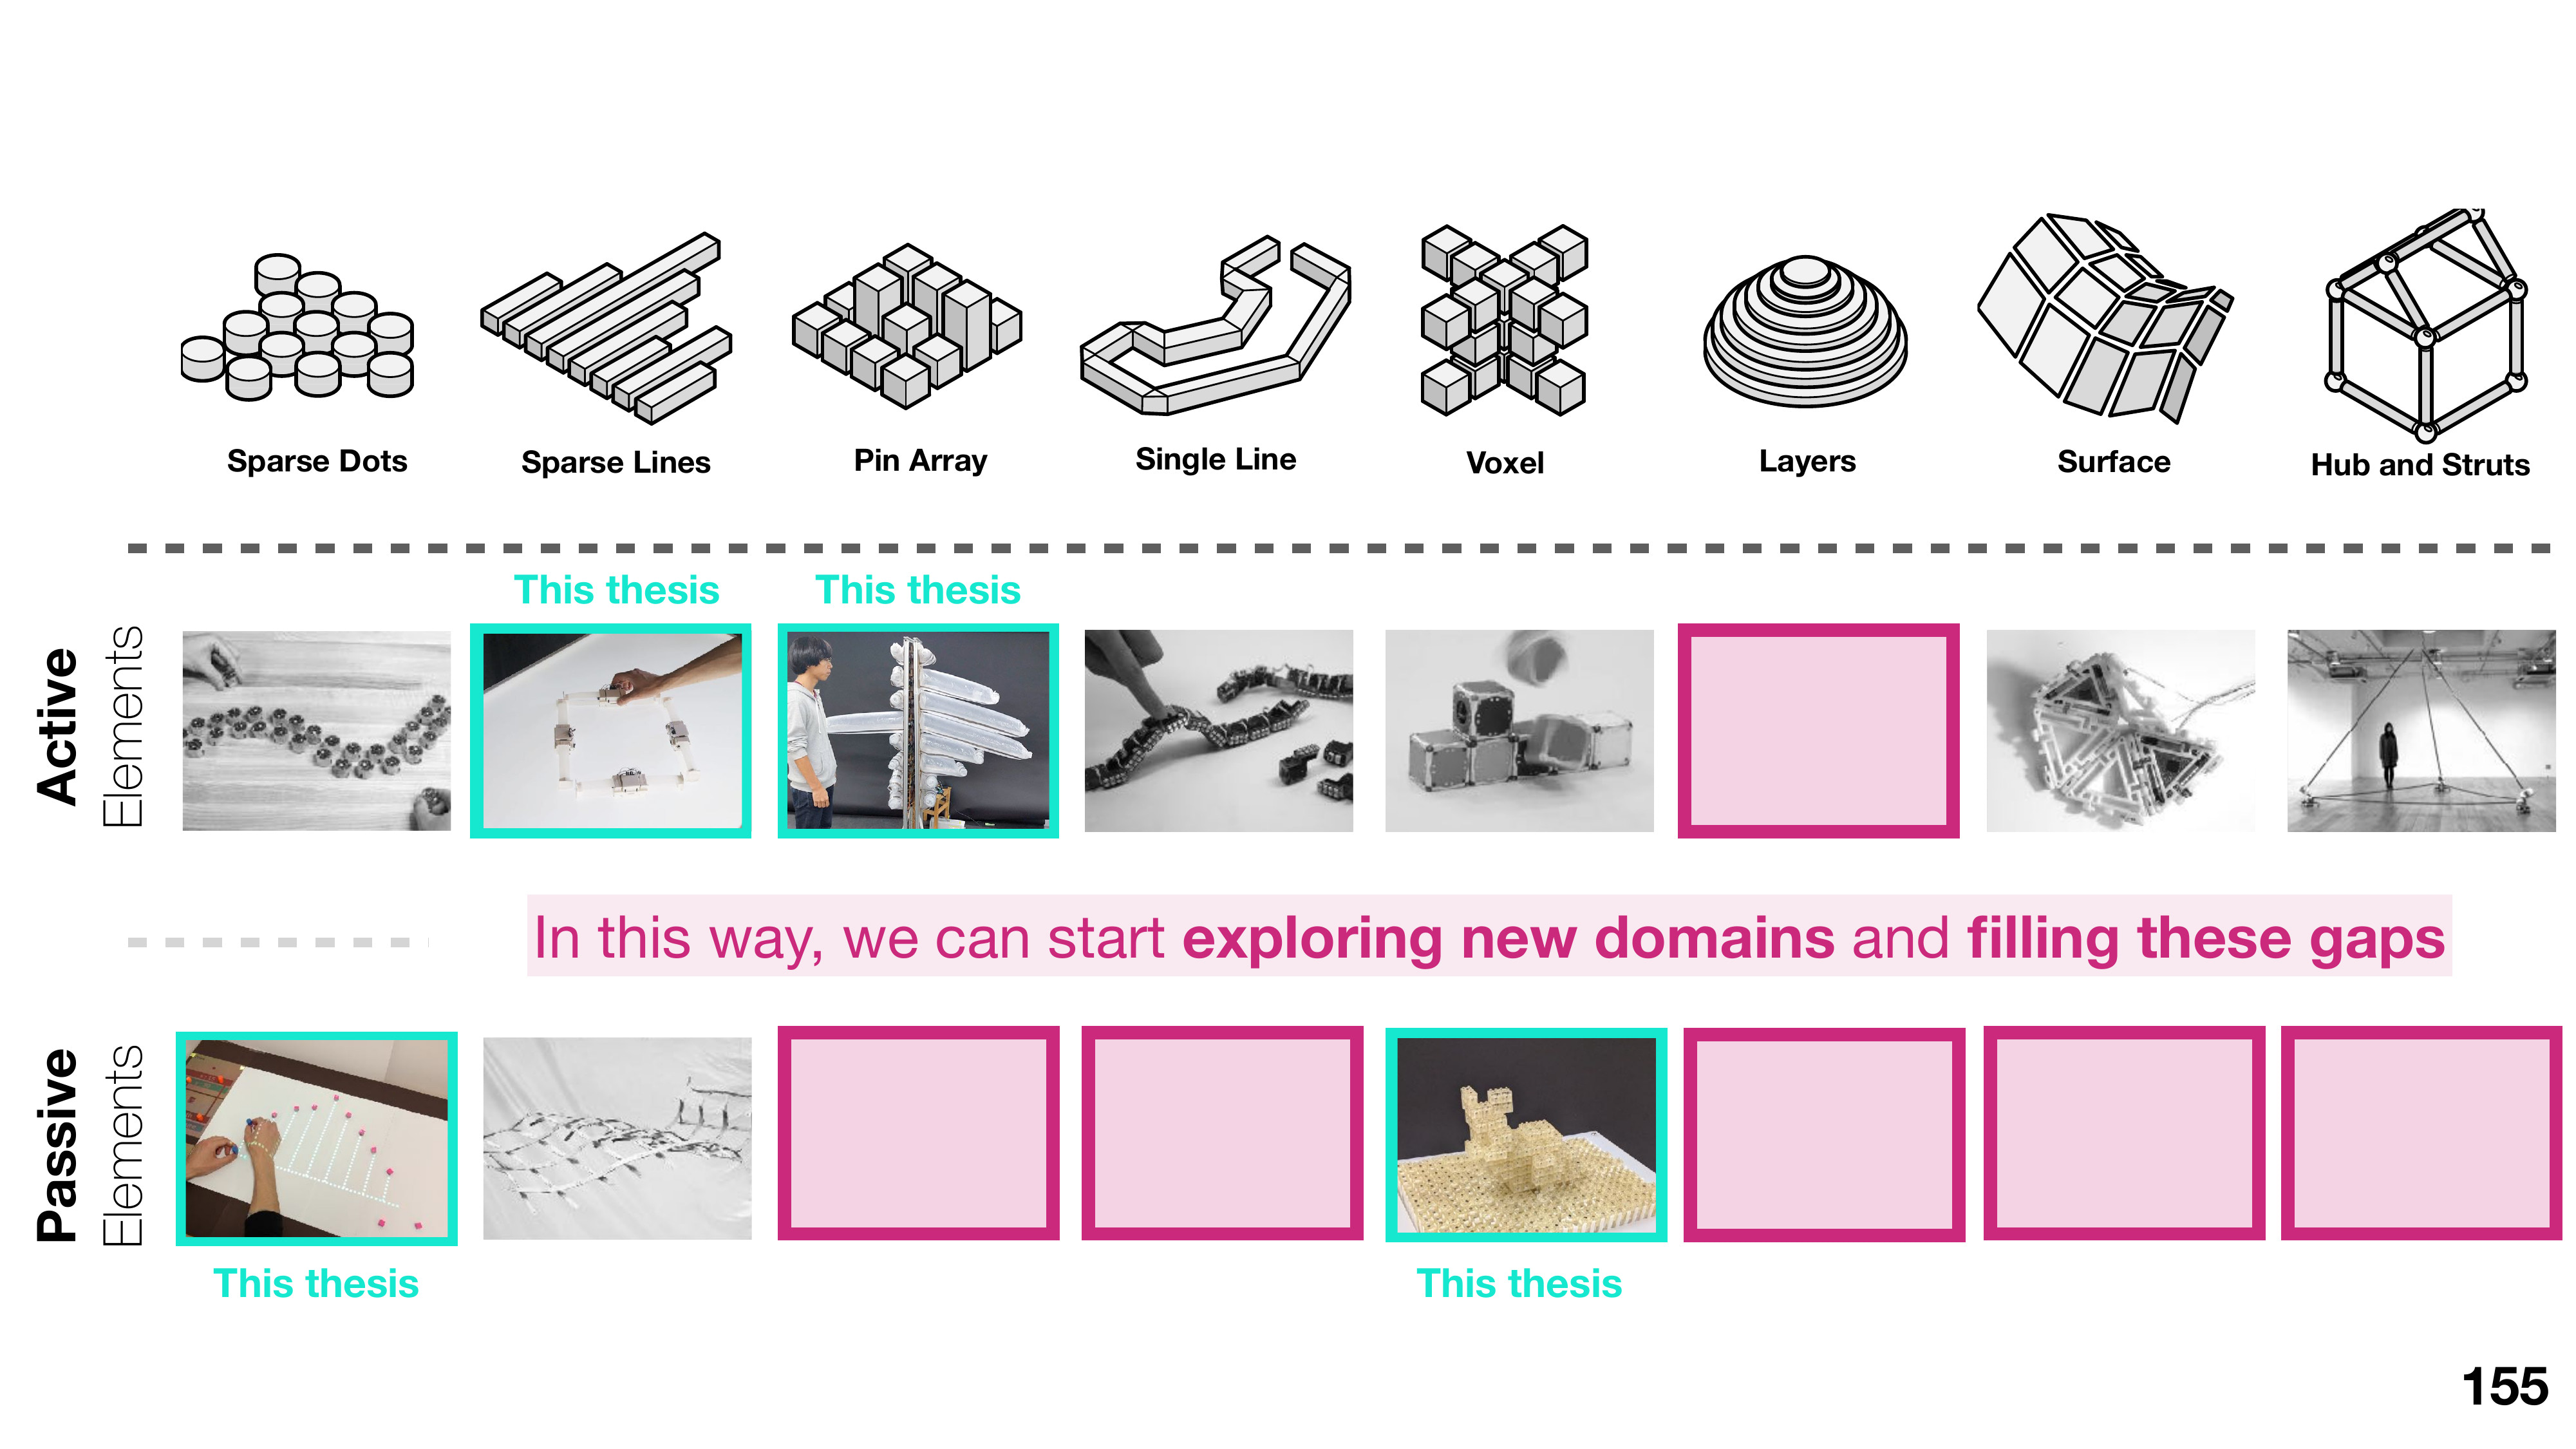 Sparse Dots
Sparse Lines
Pin Array
Single Line
Voxel
Layers
Surface
Hub and Struts
This thesis
This thesis
Active
Elements
In this way, we can start exploring new domains and filling these gaps
Passive
Elements
This thesis
This thesis
155